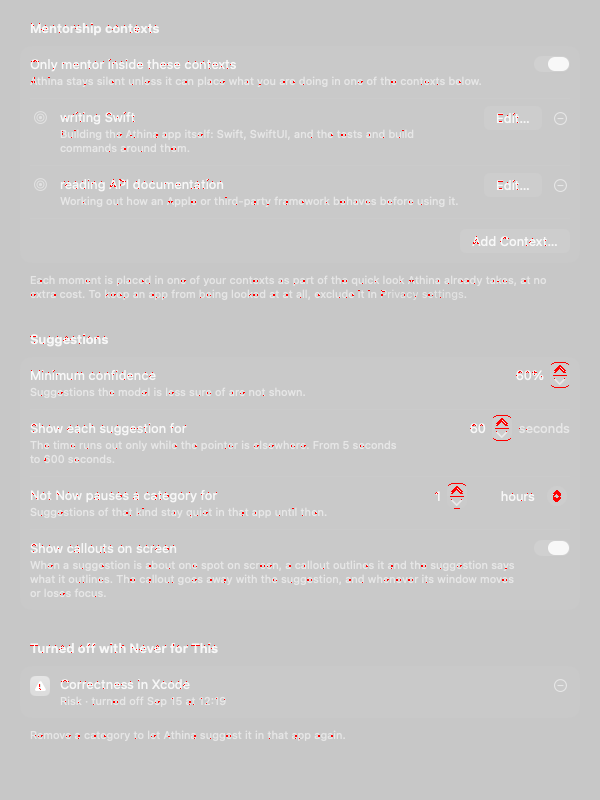 Mentorship contexts
Only mentor inside these contexts
Athina stays silent unless it can place what you are doing in one of the contexts below.
writing Swift
Edit...
Building the Athina app itself: Swift, SwiftUI, and the tests and build
commands around them.
reading API documentation
Edit...
Working out how an Apple or third-party framework behaves before using it.
Add Context...
Each moment is placed in one of your contexts as part of the quick look Athina already takes, at no
extra cost. To keep an app from being looked at at all, exclude it in Privacy settings.
Suggestions
Minimum confidence
Suggestions the model is less sure of are not shown.
Show each suggestion for
seconds
The time runs out only while the pointer is elsewhere. From 5 seconds
to 300 seconds.
Not Now pauses a category for
1
hours
Suggestions of that kind stay quiet in that app until then.
Show callouts on screen
When a suggestion is about one spot on screen, a callout outlines it and the suggestion says
what it outlines. The callout goes away with the suggestion, and whenever its window moves
or loses focus.
Turned off with Never for This
Correctness in Xcode
Risk · turned off Sep 15 at 12:19
Remove a category to let Athina suggest it in that app again.